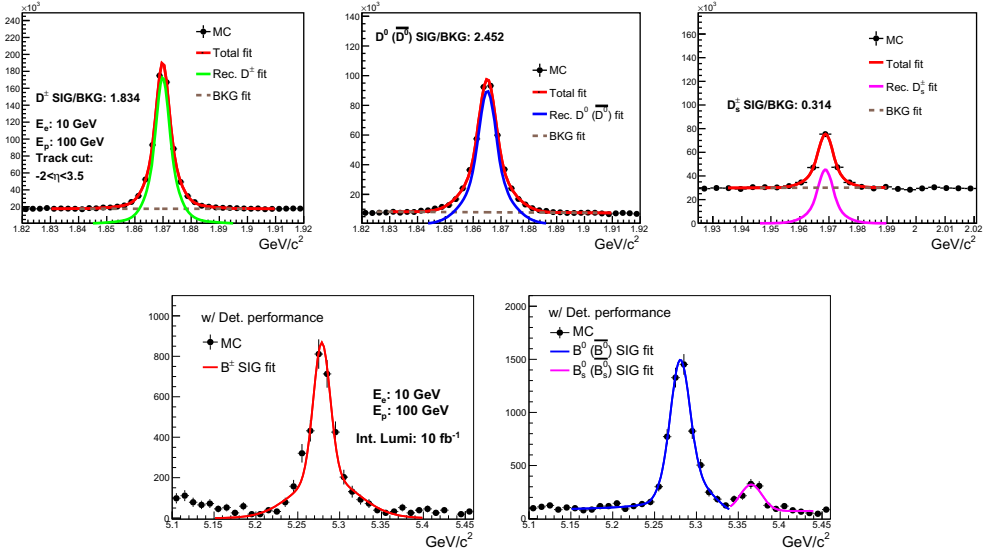 ×10³
240
220
200
180
160
140
120
100
80
60
40
20
1.82 1.83 1.84 1.85 1.86 1.87 1.88 1.89 1.9 1.91 1.92
GeV/c²
MC
Total fit
Rec. D± fit
BKG fit
D± SIG/BKG: 1.834
Eₑ: 10 GeV
Eₚ: 100 GeV
Track cut:
-2<η<3.5
×10³
140
120
100
80
60
40
20
0
1.82 1.83 1.84 1.85 1.86 1.87 1.88 1.89 1.9 1.91 1.92
GeV/c²
D⁰ (D̅⁰) SIG/BKG: 2.452
MC
Total fit
Rec. D⁰ (D̅⁰) fit
BKG fit
×10³
160
140
120
100
80
60
40
20
0
1.93 1.94 1.95 1.96 1.97 1.98 1.99 2 2.01 2.02
GeV/c²
MC
Total fit
Rec. Dₛ± fit
BKG fit
Dₛ± SIG/BKG: 0.314
1000
800
600
400
200
0
5.1 5.15 5.2 5.25 5.3 5.35 5.4 5.45
GeV/c²
w/ Det. performance
MC
B± SIG fit
Eₑ: 10 GeV
Eₚ: 100 GeV
Int. Lumi: 10 fb⁻¹
2000
1500
1000
500
0
5.1 5.15 5.2 5.25 5.3 5.35 5.4 5.45
GeV/c²
w/ Det. performance
MC
B⁰ (B̅⁰) SIG fit
Bₛ⁰ (B̅ₛ⁰) SIG fit